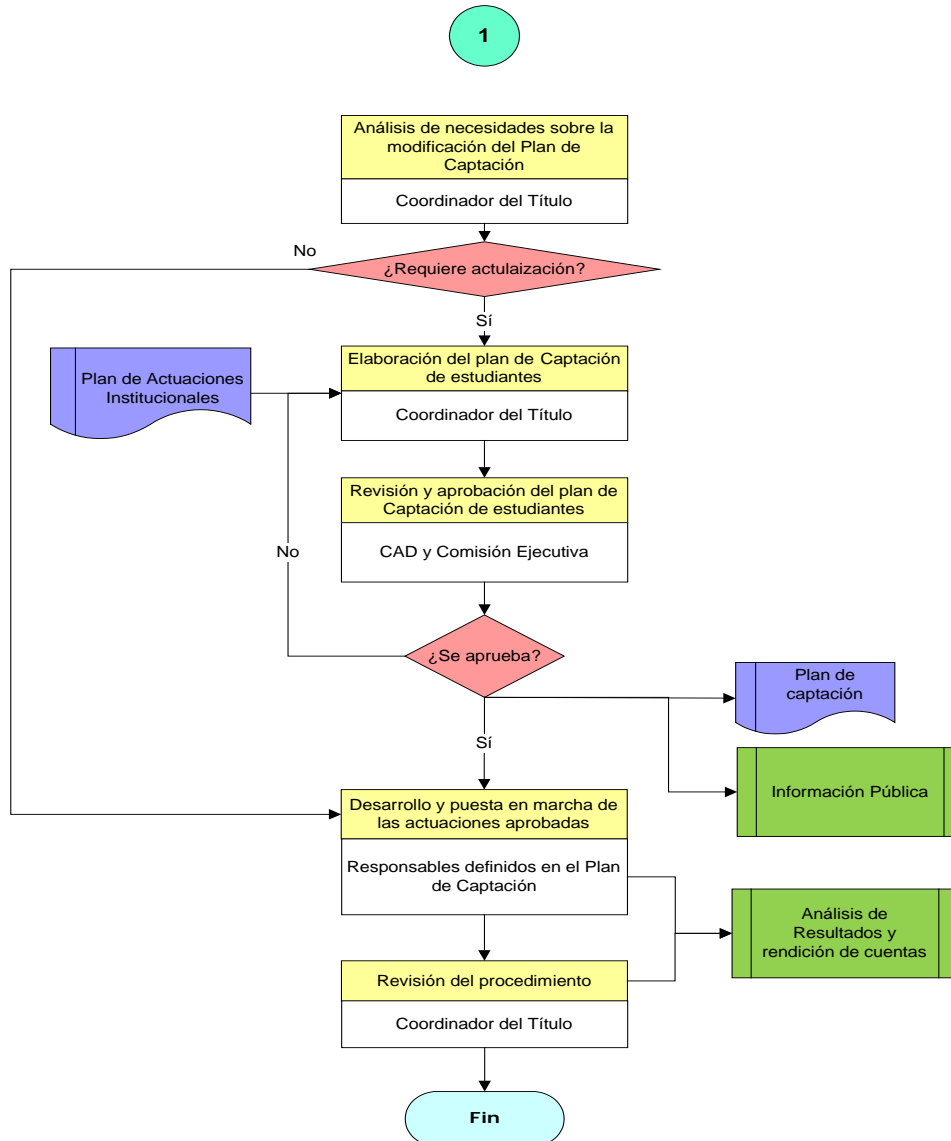 1
Análisis de necesidades sobre la
modificación del Plan de
Captación
Coordinador del Título
No
¿Requiere actulaización?
Sí
Plan de Actuaciones
Institucionales
Elaboración del plan de Captación
de estudiantes
Coordinador del Título
Revisión y aprobación del plan de
Captación de estudiantes
CAD y Comisión Ejecutiva
No
¿Se aprueba?
Plan de
captación
Sí
Información Pública
Desarrollo y puesta en marcha de
las actuaciones aprobadas
Responsables definidos en el Plan
de Captación
Análisis de
Resultados y
rendición de cuentas
Revisión del procedimiento
Coordinador del Título
Fin